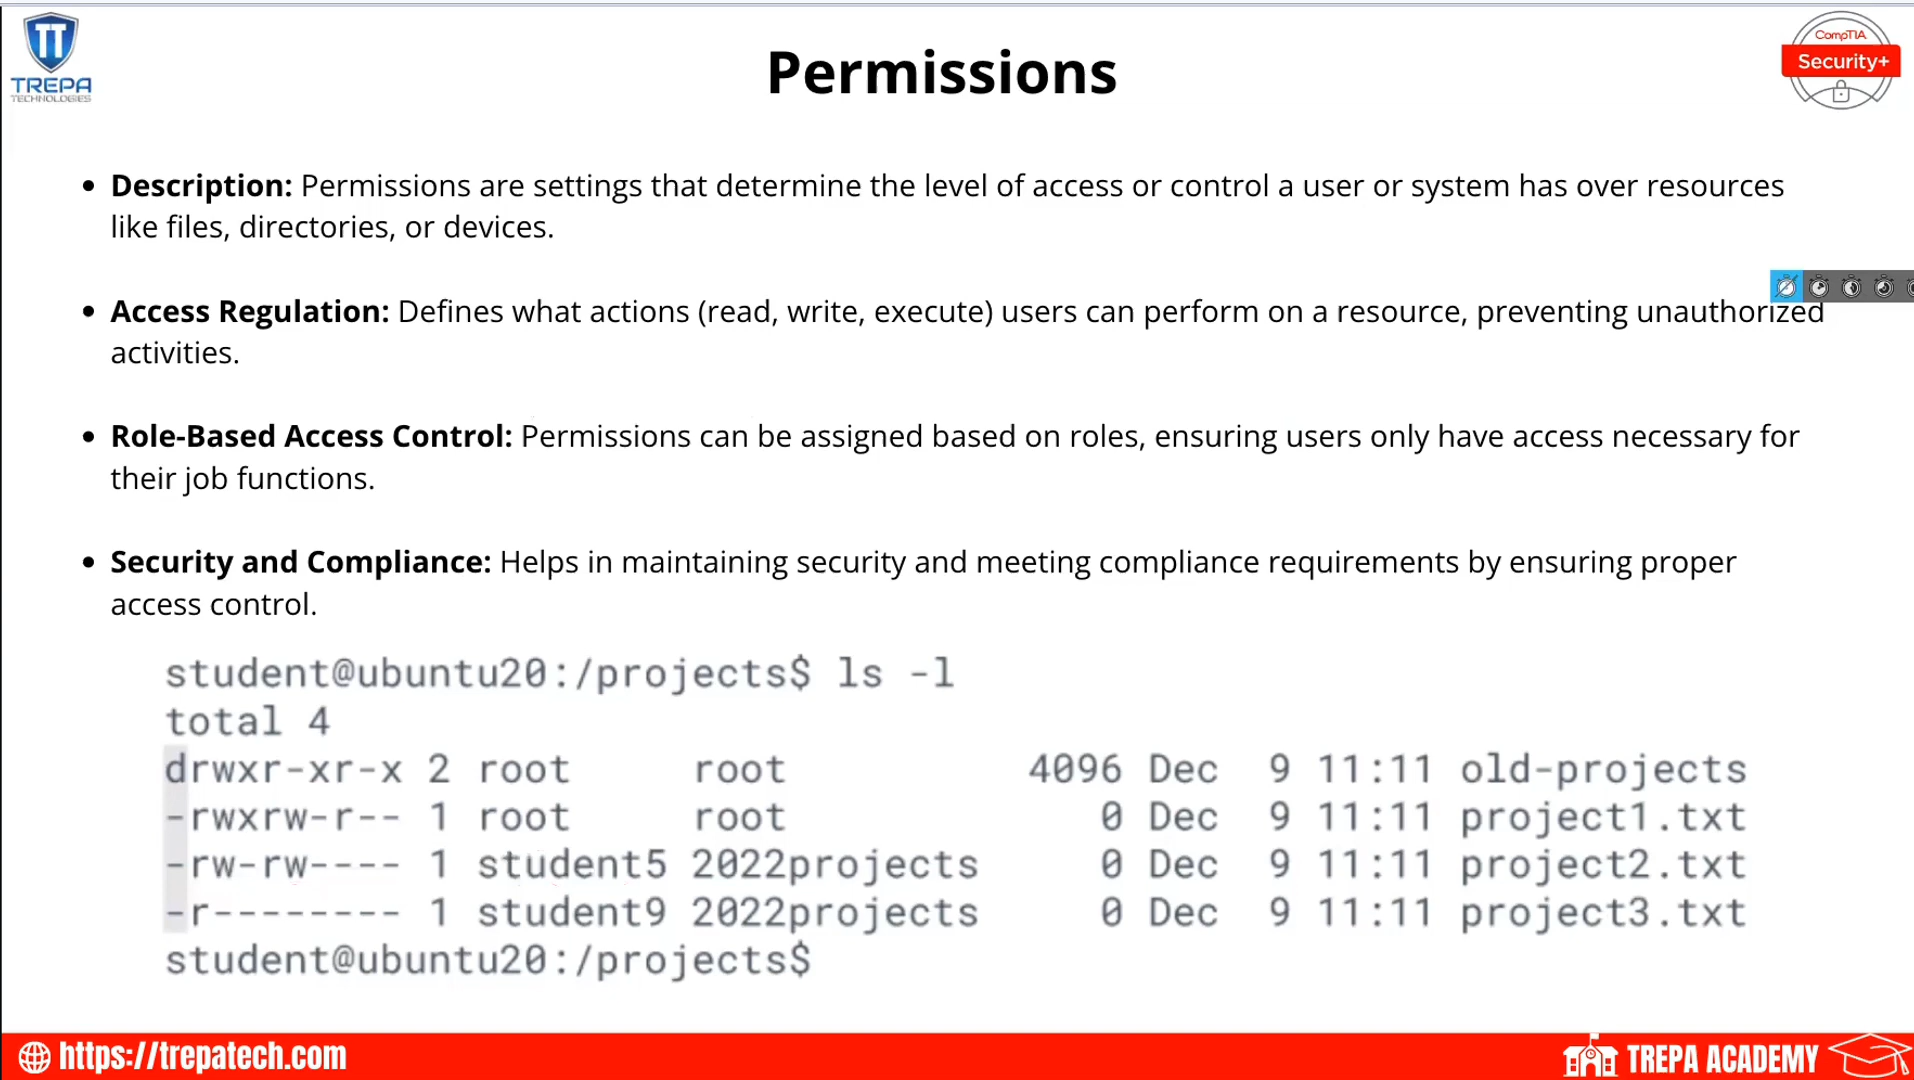 TREPA
TECHNOLOGIES
Permissions
CompTIA
Security+
• Description: Permissions are settings that determine the level of access or control a user or system has over resources
like files, directories, or devices.
• Access Regulation: Defines what actions (read, write, execute) users can perform on a resource, preventing unauthorized
activities.
• Role-Based Access Control: Permissions can be assigned based on roles, ensuring users only have access necessary for
their job functions.
• Security and Compliance: Helps in maintaining security and meeting compliance requirements by ensuring proper
access control.
student@ubuntu20:/projects$ ls -l
total 4
drwxr-xr-x 2 root     root          4096 Dec  9 11:11 old-projects
-rwxrw-r-- 1 root     root             0 Dec  9 11:11 project1.txt
-rw-rw---- 1 student5 2022projects     0 Dec  9 11:11 project2.txt
-r-------- 1 student9 2022projects     0 Dec  9 11:11 project3.txt
student@ubuntu20:/projects$
https://trepatech.com
TREPA ACADEMY